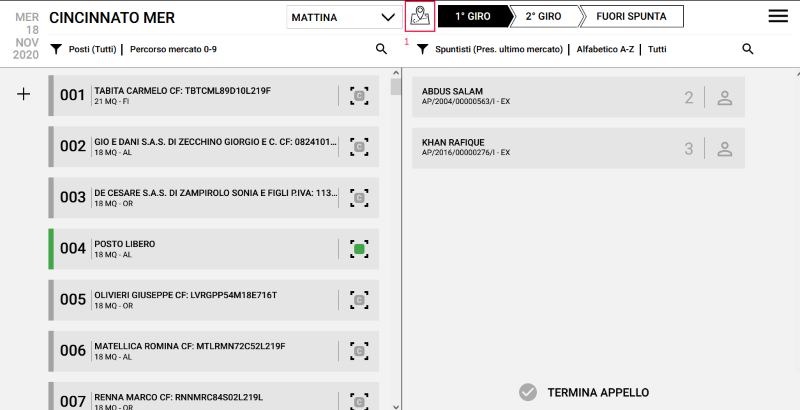 MER
18
NOV
2020
CINCINNATO MER
MATTINA
1
1° GIRO
2° GIRO
FUORI SPUNTA
Posti (Tutti)
Percorso mercato 0-9
Spuntisti (Pres. ultimo mercato)
Alfabetico A-Z
Tutti
001
TABITA CARMELO CF: TBTCML89D10L219F
21 MQ - FI
C
002
GIO E DANI S.A.S. DI ZECCHINO GIORGIO E C. CF: 0824101...
18 MQ - AL
C
003
DE CESARE S.A.S. DI ZAMPIROLO SONIA E FIGLI P.IVA: 113...
18 MQ - OR
C
004
POSTO LIBERO
18 MQ - AL
005
OLIVIERI GIUSEPPE CF: LVRGPP54M18E716T
18 MQ - OR
C
006
MATELLICA ROMINA CF: MTLRMN72C52L219F
18 MQ - AL
C
007
RENNA MARCO CF: RNNMRC84S02L219L
18 MQ - OR
C
ABDUS SALAM
AP/2004/00000563/I - EX
2
KHAN RAFIQUE
AP/2016/00000276/I - EX
3
TERMINA APPELLO